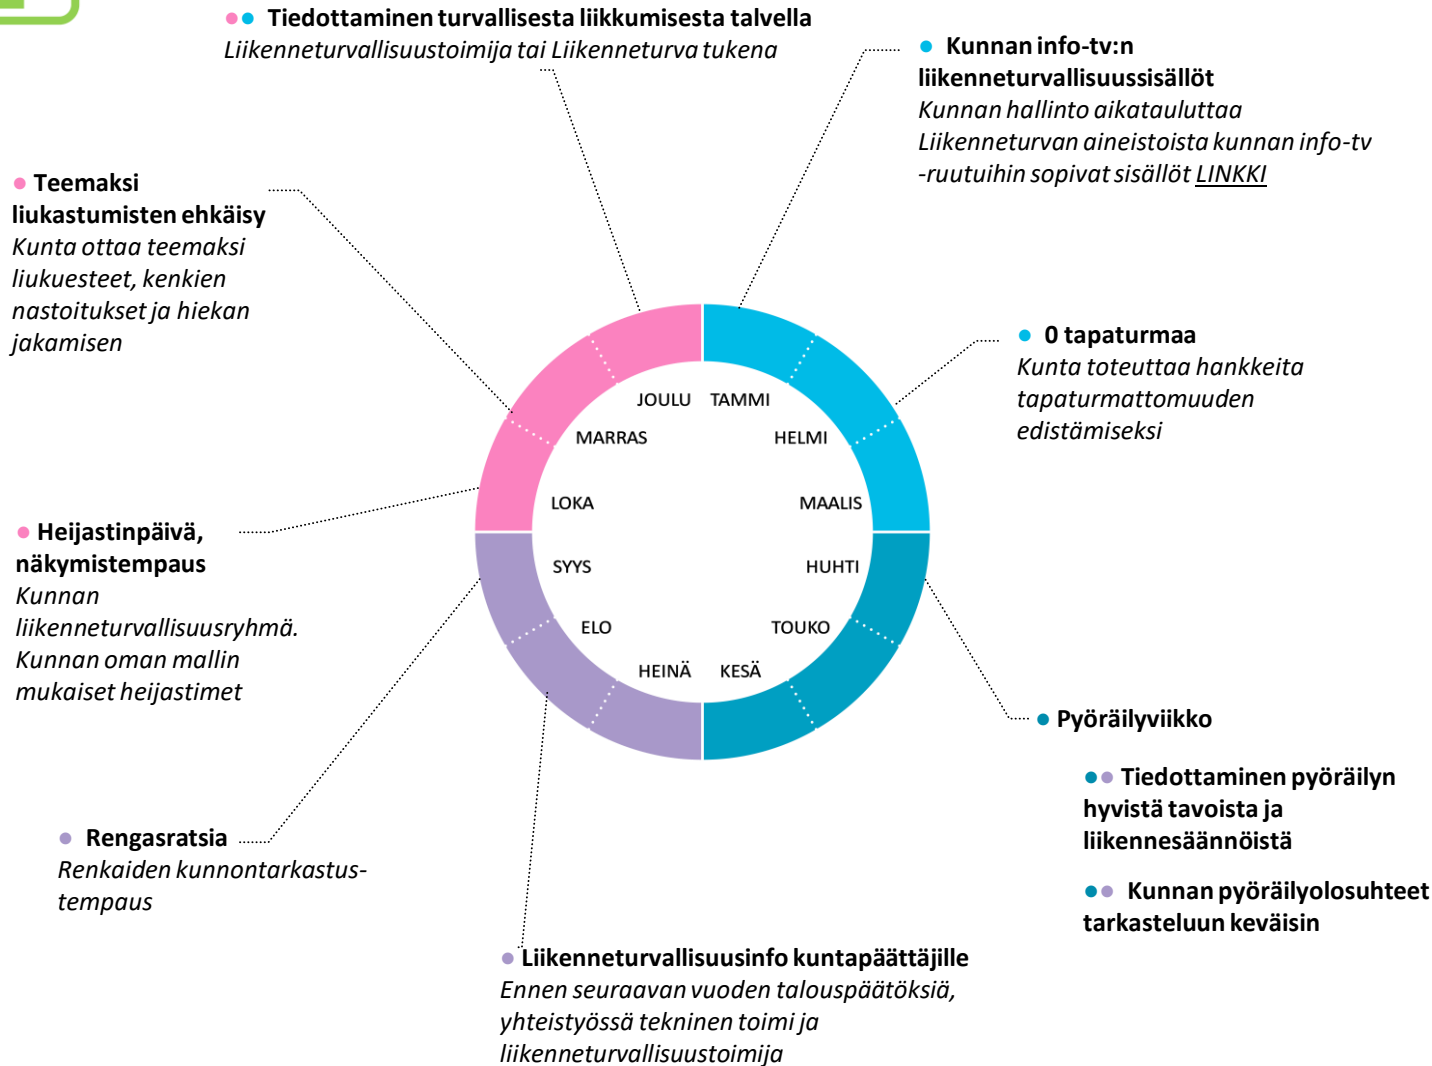 ●● Tiedottaminen turvallisesta liikkumisesta talvella
Liikenneturvallisuustoimija tai Liikenneturva tukena
● Kunnan info-tv:n
liikenneturvallisuussisällöt
Kunnan hallinto aikatauluttaa
Liikenneturvan aineistoista kunnan info-tv
-ruutuihin sopivat sisällöt LINKKI
● Teemaksi
liukastumisten ehkäisy
Kunta ottaa teemaksi
liukuesteet, kenkien
nastoitukset ja hiekan
jakamisen
● 0 tapaturmaa
Kunta toteuttaa hankkeita
tapaturmattomuuden
edistämiseksi
JOULU TAMMI
MARRAS HELMI
LOKA MAALIS
SYYS HUHTI
ELO TOUKO
HEINÄ KESÄ
● Heijastinpäivä,
näkymistempaus
Kunnan
liikenneturvallisuusryhmä.
Kunnan oman mallin
mukaiset heijastimet
● Pyöräilyviikko
●● Tiedottaminen pyöräilyn
hyvistä tavoista ja
liikennesäännöistä
●● Kunnan pyöräilyolosuhteet
tarkasteluun keväisin
● Rengasratsia
Renkaiden kunnontarkastus-
tempaus
● Liikenneturvallisuusinfo kuntapäättäjille
Ennen seuraavan vuoden talouspäätöksiä,
yhteistyössä tekninen toimi ja
liikenneturvallisuustoimija